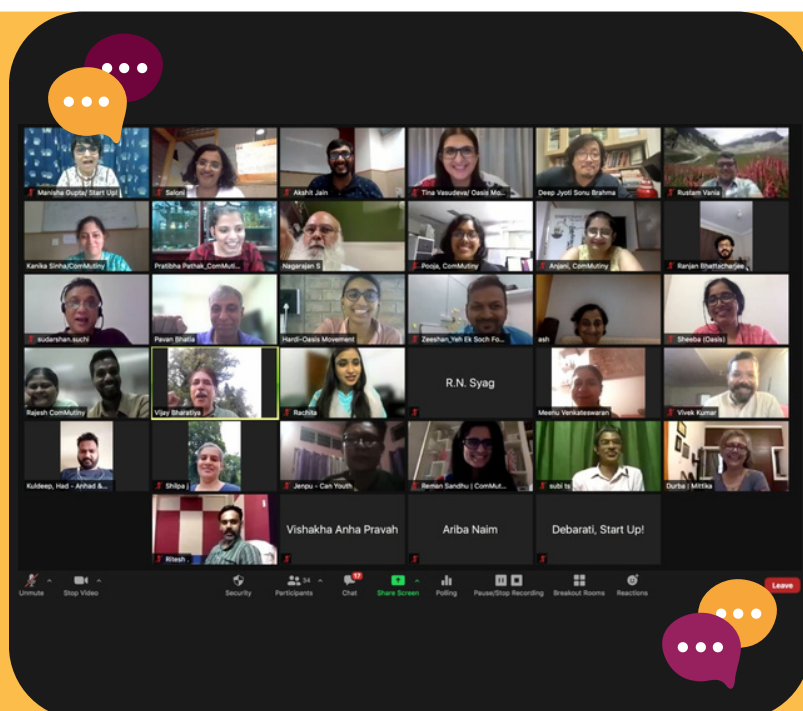 Manisha Gupta/ Start Up!
Saloni
Akshit Jain
Tina Vasudeva/ Oasis Mo...
Deep Jyoti Sonu Brahma
Rustam Vania
Kanika Sinha/ComMutiny
Pratibha Pathak_ComMuti...
Nagarajan S
Pooja, ComMutiny
Anjani, ComMutiny
Ranjan Bhattacharjee
sudarshan.suchi
Pavan Bhatia
Hardi-Oasis Movement
Zeeshan_Yeh Ek Soch Fo...
ash
Sheeba (Oasis)
Rajesh ComMutiny
Vijay Bharatiya
Rachita
R.N. Syag
Meenu Venkateswaran
Vivek Kumar
Kuldeep, Had - Anhad &...
Shilpa j
Jenpu - Can Youth
Reman Sandhu | ComMut...
subi ts
Durba | Mittika
Ritesh .
Vishakha Anha Pravah
Ariba Naim
Debarati, Start Up!
Unmute
Stop Video
Security
34
Participants
17
Chat
Share Screen
Polling
Pause/Stop Recording
Breakout Rooms
Reactions
Leave